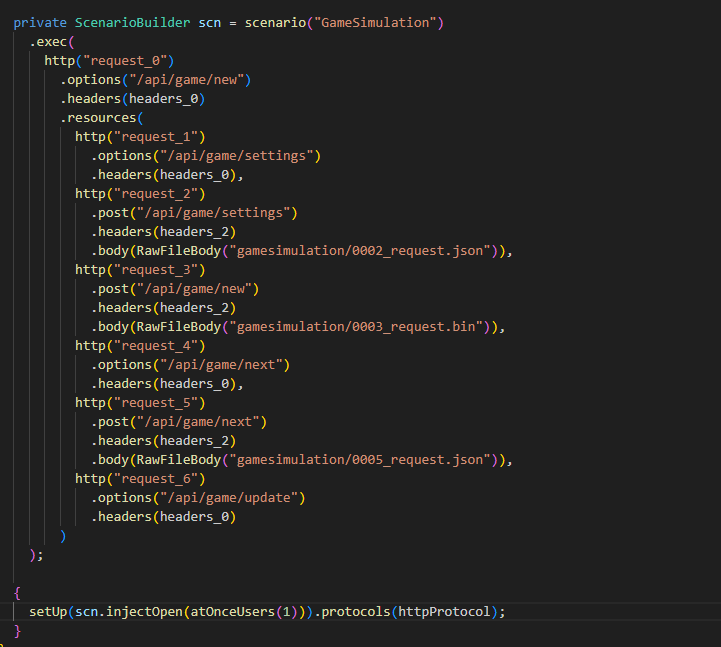 private ScenarioBuilder scn = scenario("GameSimulation")
  .exec(
    http("request_0")
      .options("/api/game/new")
      .headers(headers_0)
      .resources(
        http("request_1")
          .options("/api/game/settings")
          .headers(headers_0),
        http("request_2")
          .post("/api/game/settings")
          .headers(headers_2)
          .body(RawFileBody("gamesimulation/0002_request.json")),
        http("request_3")
          .post("/api/game/new")
          .headers(headers_2)
          .body(RawFileBody("gamesimulation/0003_request.bin")),
        http("request_4")
          .options("/api/game/next")
          .headers(headers_0),
        http("request_5")
          .post("/api/game/next")
          .headers(headers_2)
          .body(RawFileBody("gamesimulation/0005_request.json")),
        http("request_6")
          .options("/api/game/update")
          .headers(headers_0)
      )
  );
{
  setUp(scn.injectOpen(atOnceUsers(1))).protocols(httpProtocol);
}